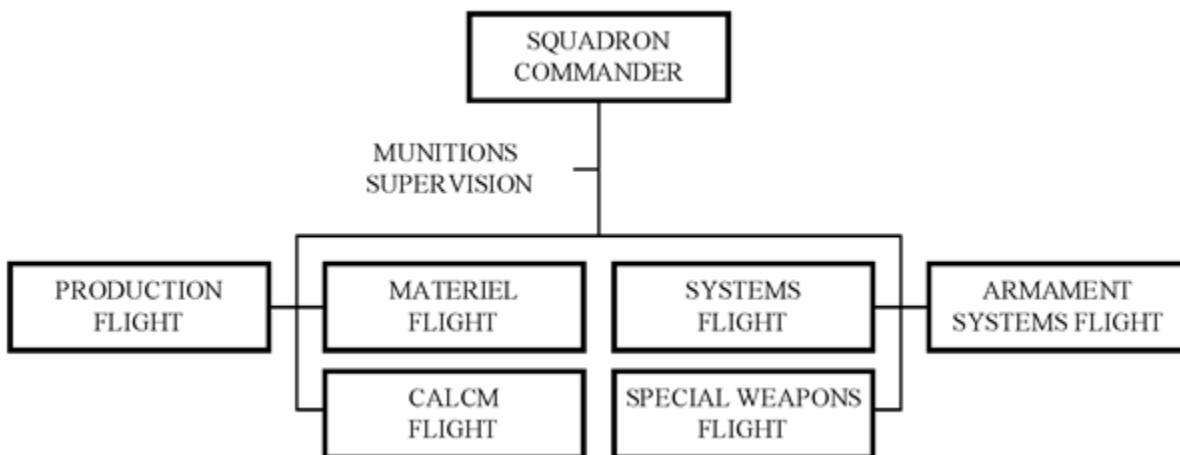 SQUADRON
COMMANDER
MUNITIONS
SUPERVISION
PRODUCTION
FLIGHT
MATERIEL
FLIGHT
SYSTEMS
FLIGHT
ARMAMENT
SYSTEMS FLIGHT
CALCM
FLIGHT
SPECIAL WEAPONS
FLIGHT